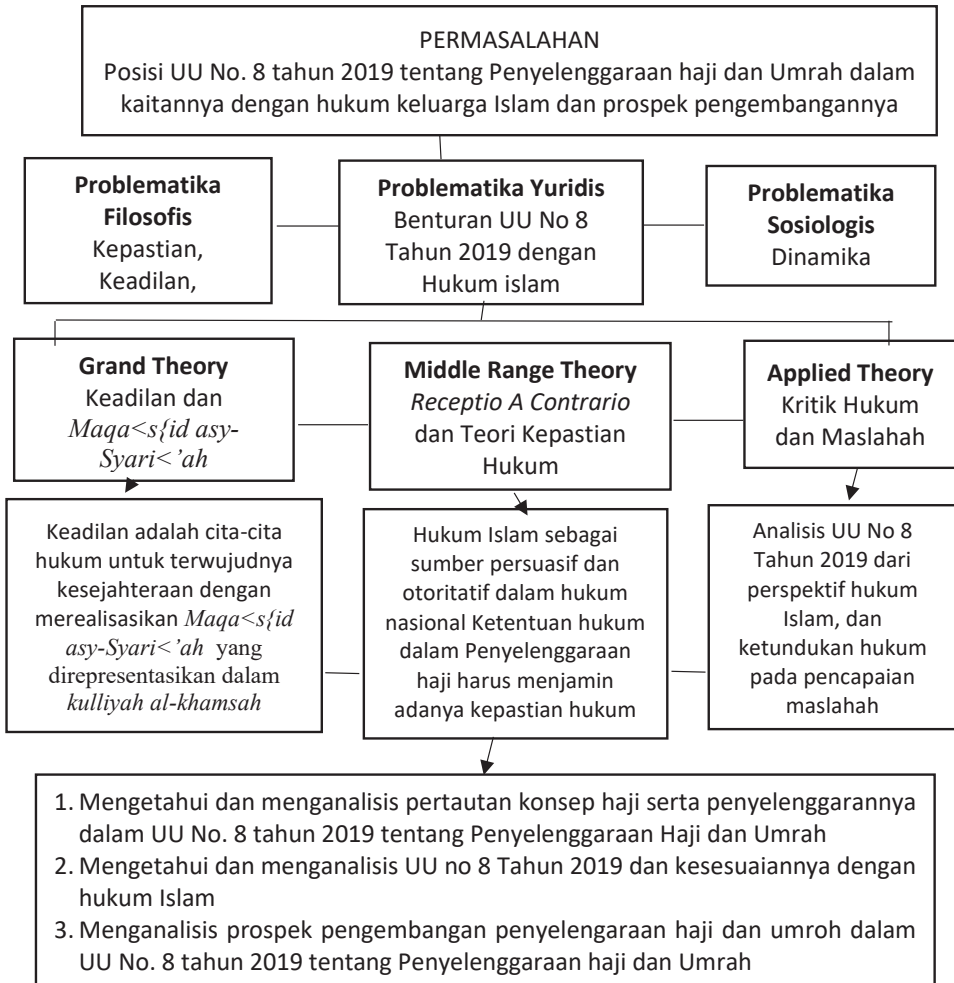 PERMASALAHAN
Posisi UU No. 8 tahun 2019 tentang Penyelenggaraan haji dan Umrah dalam
kaitannya dengan hukum keluarga Islam dan prospek pengembangannya
Problematika
Filosofis
Kepastian,
Keadilan,
Problematika Yuridis
Benturan UU No 8
Tahun 2019 dengan
Hukum islam
Problematika
Sosiologis
Dinamika
Grand Theory
Keadilan dan
Maqa<s{id asy-
Syari<’ah
Middle Range Theory
Receptio A Contrario
dan Teori Kepastian
Hukum
Applied Theory
Kritik Hukum
dan Maslahah
Keadilan adalah cita-cita
hukum untuk terwujudnya
kesejahteraan dengan
merealisasikan Maqa<s{id
asy-Syari<’ah yang
direpresentasikan dalam
kulliyah al-khamsah
Hukum Islam sebagai
sumber persuasif dan
otoritatif dalam hukum
nasional Ketentuan hukum
dalam Penyelenggaraan
haji harus menjamin
adanya kepastian hukum
Analisis UU No 8
Tahun 2019 dari
perspektif hukum
Islam, dan
ketundukan hukum
pada pencapaian
maslahah
1. Mengetahui dan menganalisis pertautan konsep haji serta penyelenggarannya
dalam UU No. 8 tahun 2019 tentang Penyelenggaraan Haji dan Umrah
2. Mengetahui dan menganalisis UU no 8 Tahun 2019 dan kesesuaiannya dengan
hukum Islam
3. Menganalisis prospek pengembangan penyelengaraan haji dan umroh dalam
UU No. 8 tahun 2019 tentang Penyelenggaraan haji dan Umrah